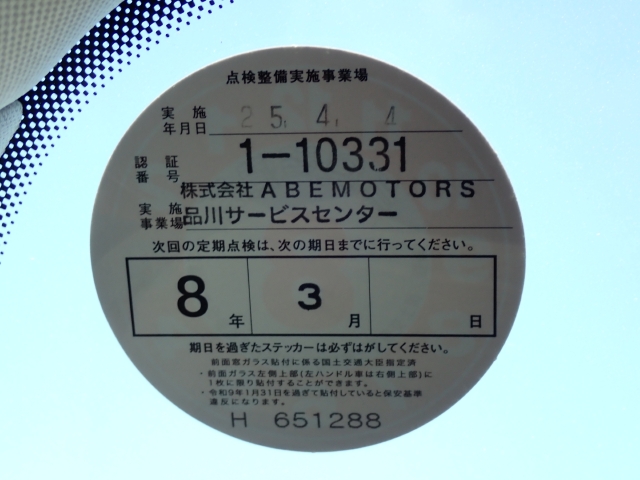 点検整備実施事業場
実施年月日 25. 4. 4
認証番号 1-10331
株式会社ABEMOTORS
実施事業場 品川サービスセンター
次回の定期点検は、次の期日までに行ってください。
8年 3月 日
期日を過ぎたステッカーは必ずはがしてください。
前面窓ガラス貼付に係る国土交通大臣指定済
・前面ガラス左側上部(左ハンドル車は右側上部)に
1枚に限り貼付することができます。
・令和9年1月31日を過ぎて貼付していると保安基準
違反になります。
H 651288